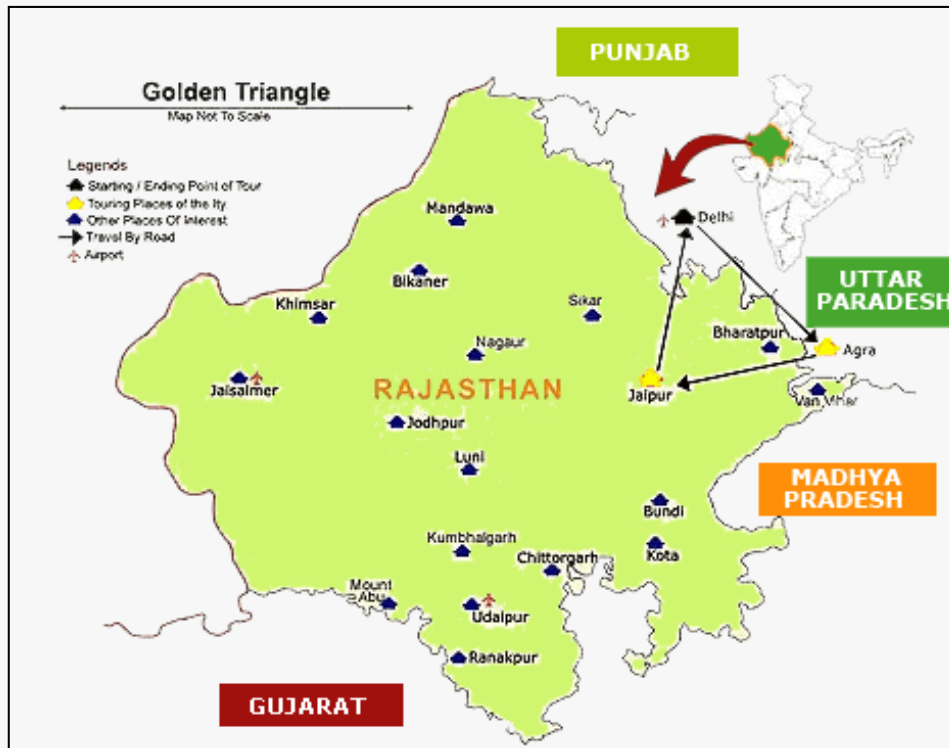 PUNJAB
Golden Triangle
Map Not To Scale
Legends
Starting / Ending Point of Tour
Touring Places of the Ity.
Other Places Of Interest
Travel By Road
Airport
Mandawa
Delhi
Bikaner
UTTAR
PARADESH
Khimsar
Sikar
Bharatpur
Nagaur
Agra
Jaisalmer
RAJASTHAN
Jaipur
Van Vihar
Jodhpur
Luni
MADHYA
PRADESH
Bundi
Kumbhalgarh
Kota
Chittorgarh
Mount
Abu
Udaipur
Ranakpur
GUJARAT